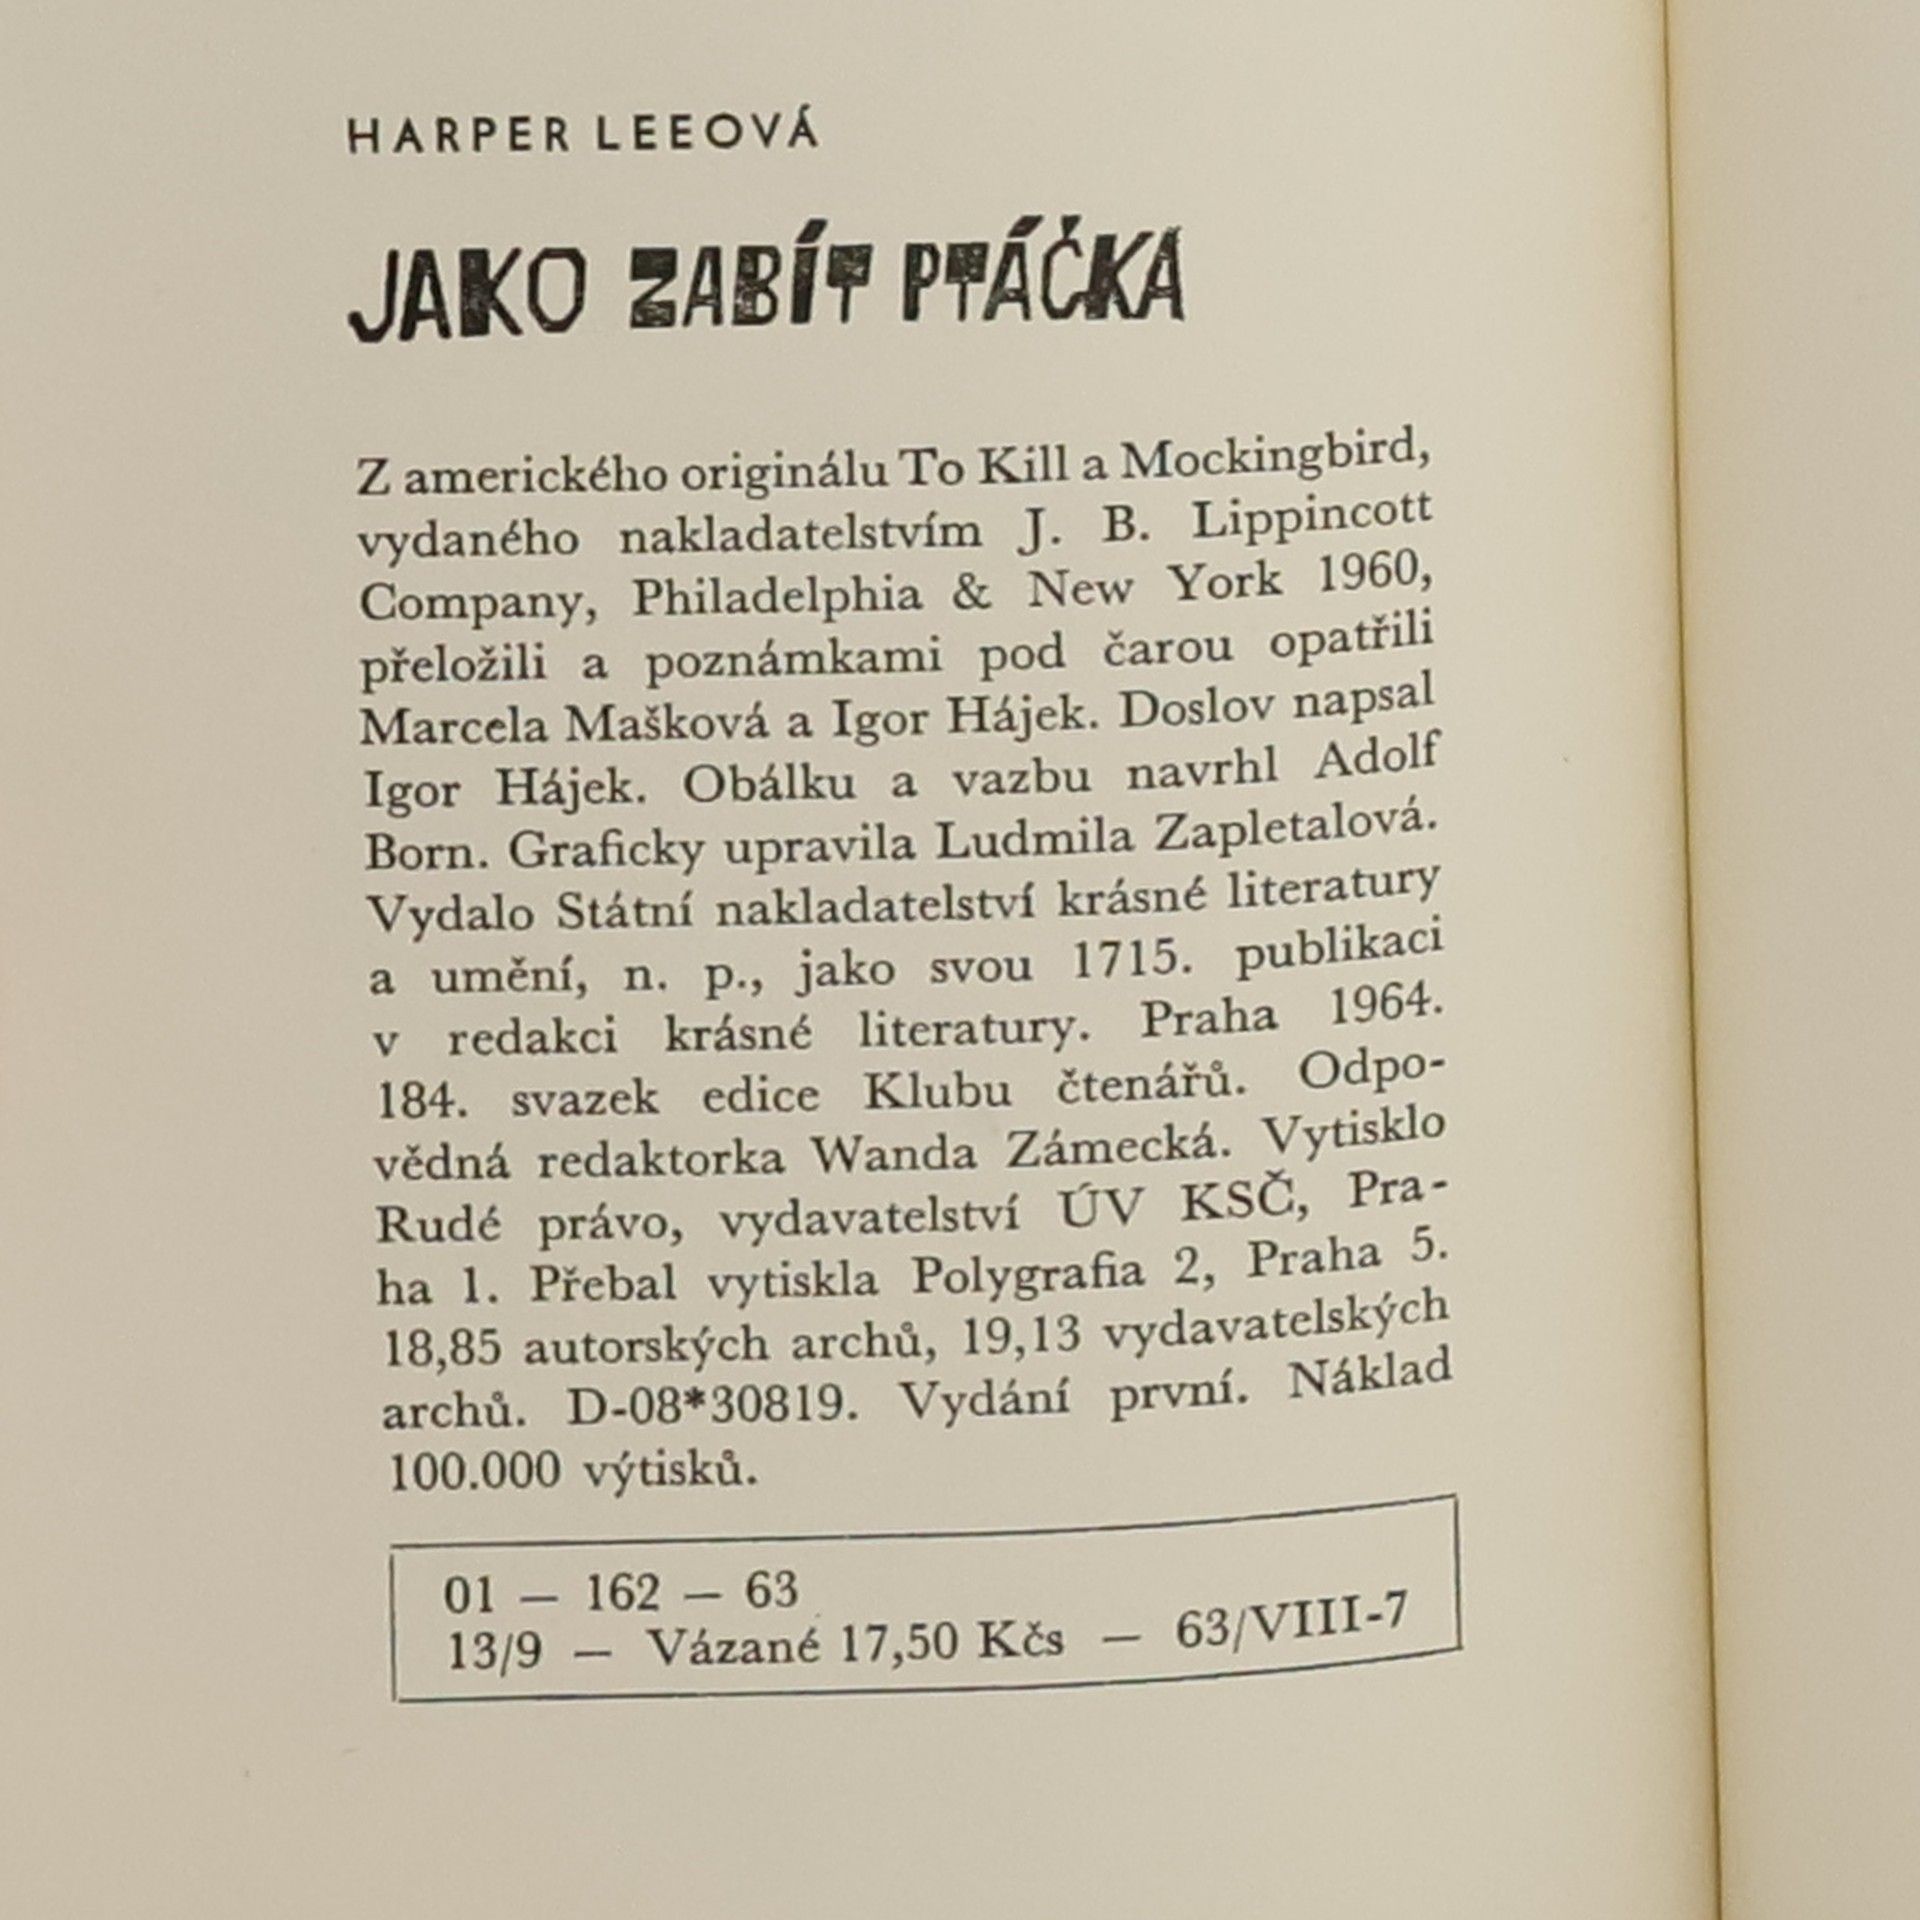 HARPER LEEOVÁ
JAKO ZABÍT PTÁČKA
Z amerického originálu To Kill a Mockingbird,
vydaného nakladatelstvím J. B. Lippincott
Company, Philadelphia & New York 1960,
přeložili a poznámkami pod čarou opatřili
Marcela Mašková a Igor Hájek. Doslov napsal
Igor Hájek. Obálku a vazbu navrhl Adolf
Born. Graficky upravila Ludmila Zapletalová.
Vydalo Státní nakladatelství krásné literatury
a umění, n. p., jako svou 1715. publikaci
v redakci krásné literatury. Praha 1964.
184. svazek edice Klubu čtenářů. Odpo-
vědná redaktorka Wanda Zámecká. Vytisklo
Rudé právo, vydavatelství ÚV KSČ, Pra-
ha 1. Přebal vytiskla Polygrafia 2, Praha 5.
18,85 autorských archů, 19,13 vydavatelských
archů. D-08*30819. Vydání první. Náklad
100.000 výtisků.
01 — 162 — 63
13/9 — Vázané 17,50 Kčs — 63/VIII-7